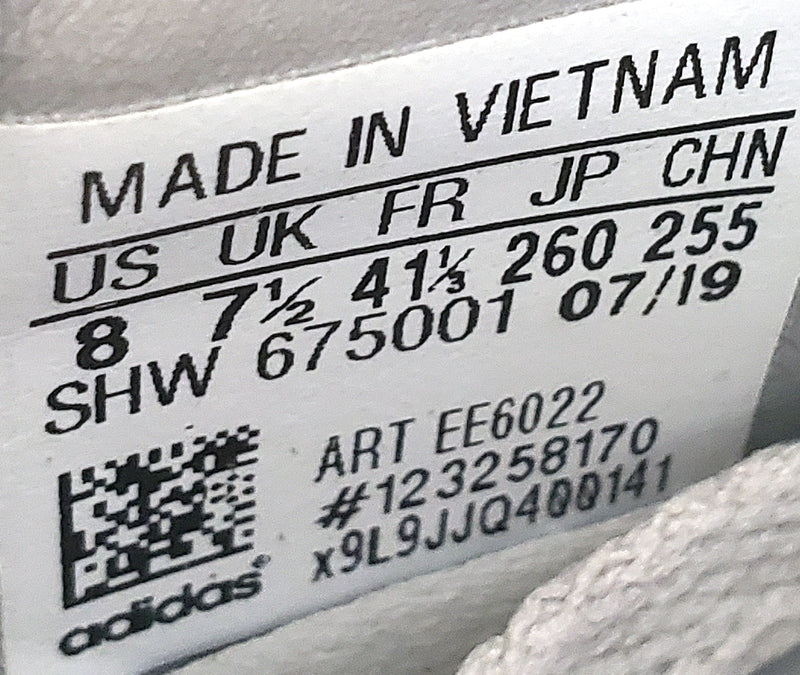 MADE IN VIETNAM
US UK FR JP CHN
8 7½ 41⅓ 260 255
SHW 675001 07/19
ART EE6022
#123258170
x9L9JJQ400141
adidas®